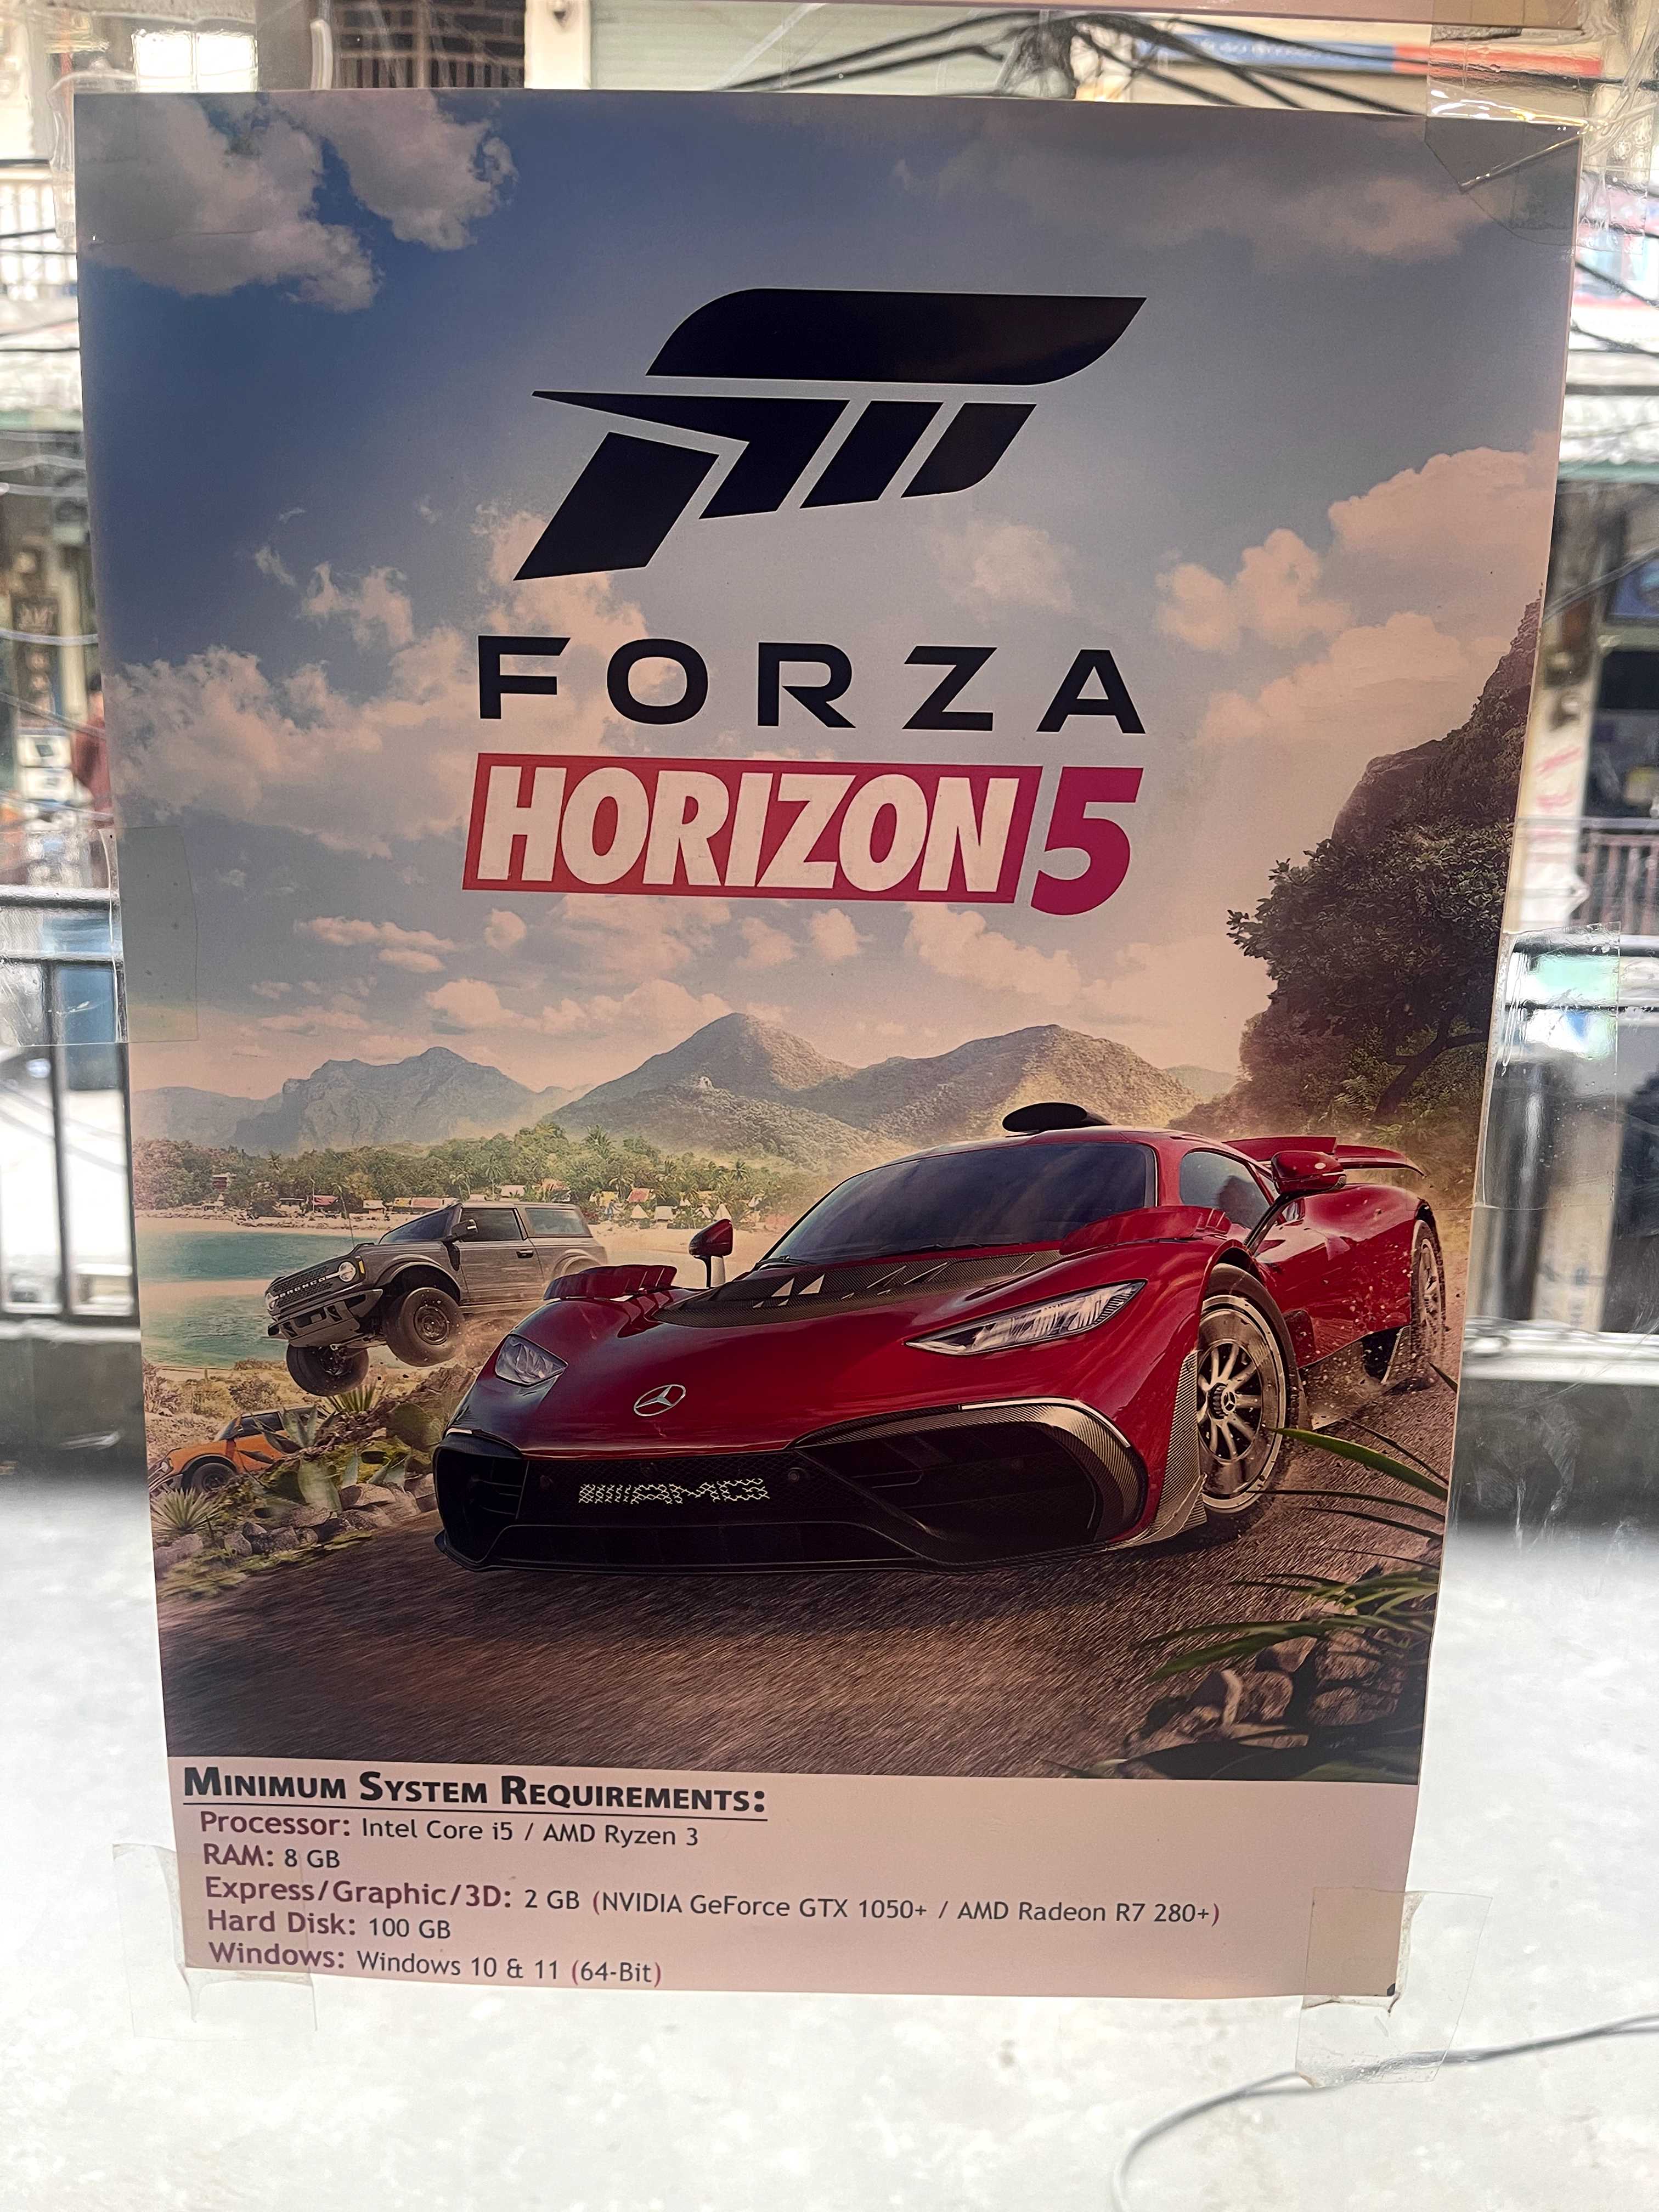 FORZA
HORIZON 5
BRONCO
AMG
MINIMUM SYSTEM REQUIREMENTS:
Processor: Intel Core i5 / AMD Ryzen 3
RAM: 8 GB
Express/Graphic/3D: 2 GB (NVIDIA GeForce GTX 1050+ / AMD Radeon R7 280+)
Hard Disk: 100 GB
Windows: Windows 10 & 11 (64-Bit)